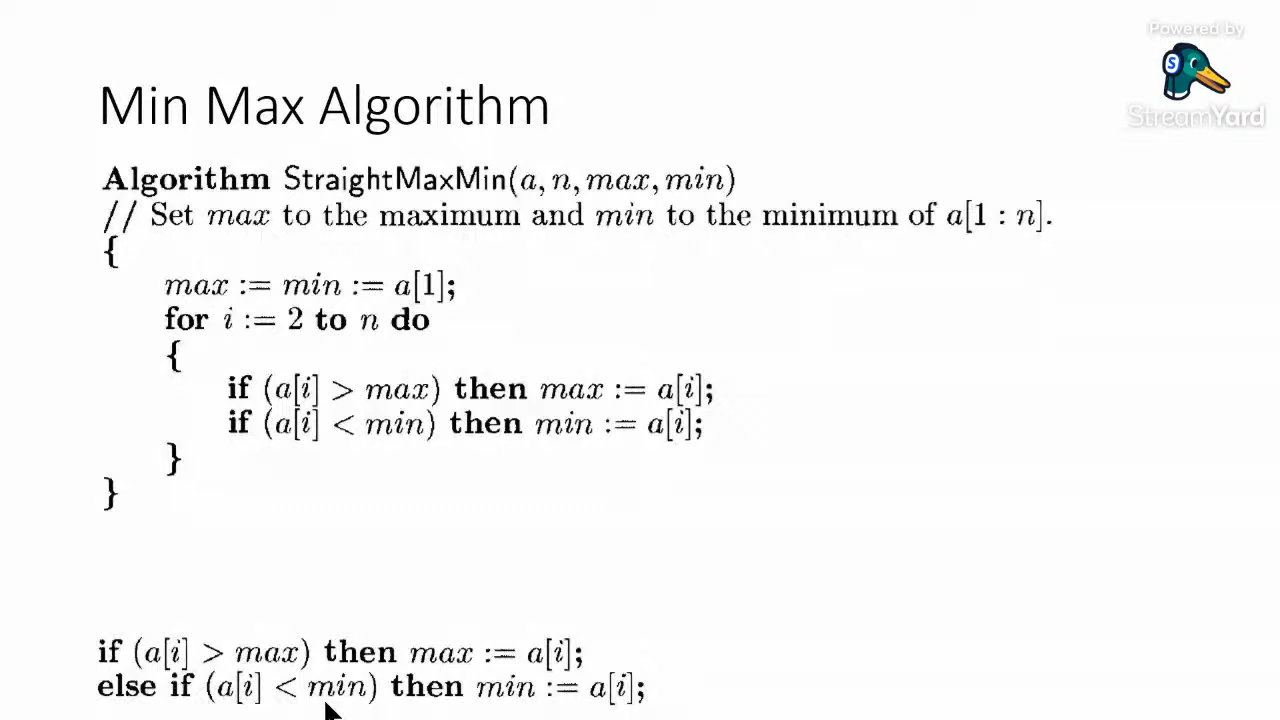 Powered by
S
StreamYard
Min Max Algorithm
Algorithm StraightMaxMin(a, n, max, min)
// Set max to the maximum and min to the minimum of a[1 : n].
{
max := min := a[1];
for i := 2 to n do
{
if (a[i] > max) then max := a[i];
if (a[i] < min) then min := a[i];
}
}
if (a[i] > max) then max := a[i];
else if (a[i] < min) then min := a[i];